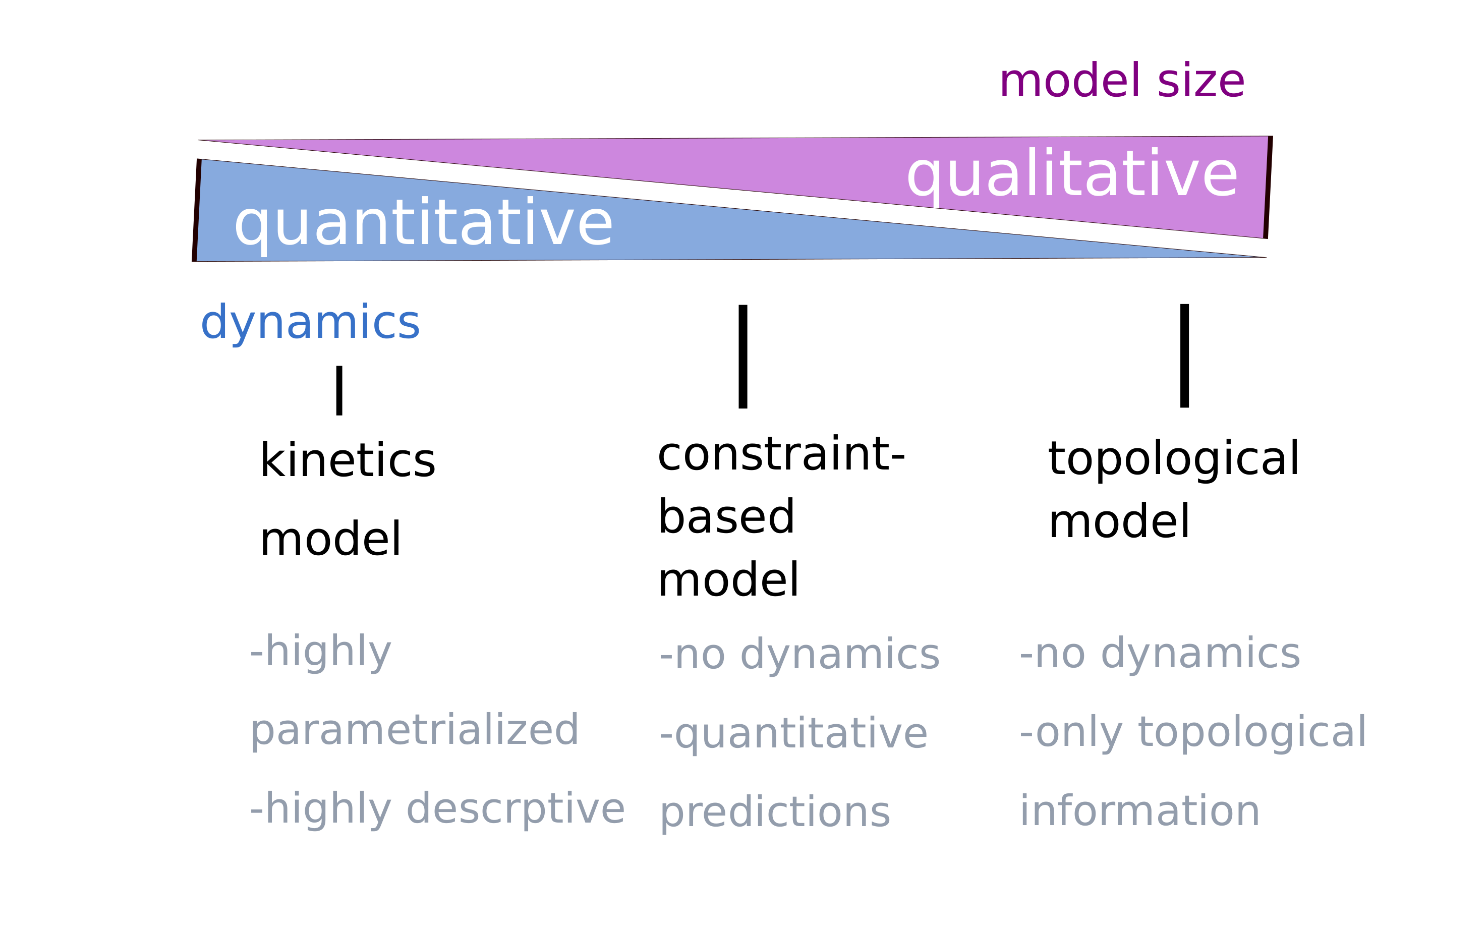 model size
qualitative
quantitative
dynamics
kinetics
model
constraint-
based
model
topological
model
-highly
parametrialized
-highly descrptive
-no dynamics
-quantitative
predictions
-no dynamics
-only topological
information